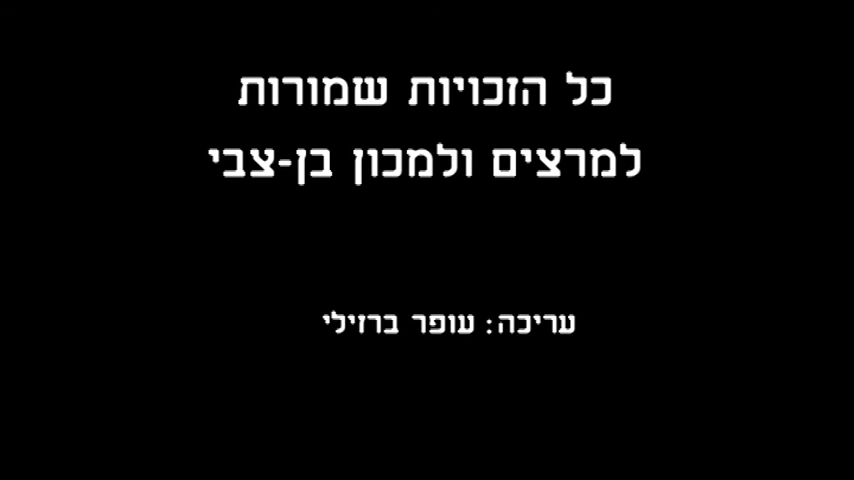 כל הזכויות שמורות
למרצים ולמכון בן-צבי
עריכה: עופר ברזילי